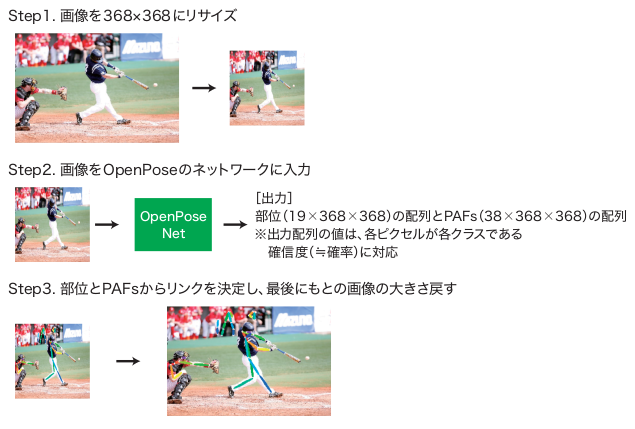 Step1. 画像を368×368にリサイズ
Step2. 画像をOpenPoseのネットワークに入力
OpenPose
Net
［出力］
部位（19×368×368）の配列とPAFs（38×368×368）の配列
※出力配列の値は、各ピクセルが各クラスである
確信度（≒確率）に対応
Step3. 部位とPAFsからリンクを決定し、最後にもとの画像の大きさ戻す